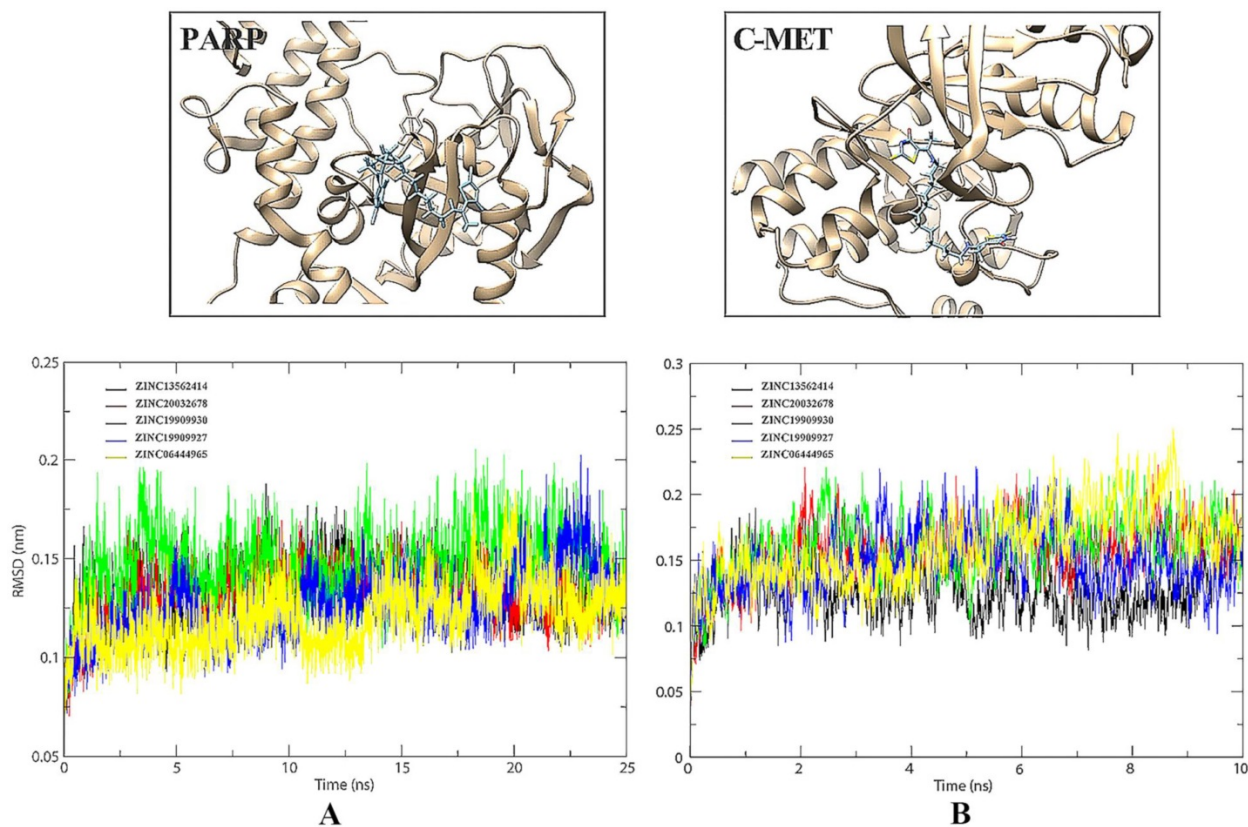 PARP
C-MET
0.25
0.2
0.15
0.1
0.05
RMSD (nm)
ZINC13562414
ZINC20032678
ZINC19909930
ZINC19909927
ZINC06444965
0
5
10
15
20
25
Time (ns)
A
0.3
0.25
0.2
0.15
0.1
0.05
0
ZINC13562414
ZINC20032678
ZINC19909930
ZINC19909927
ZINC06444965
0
2
4
6
8
10
Time (ns)
B